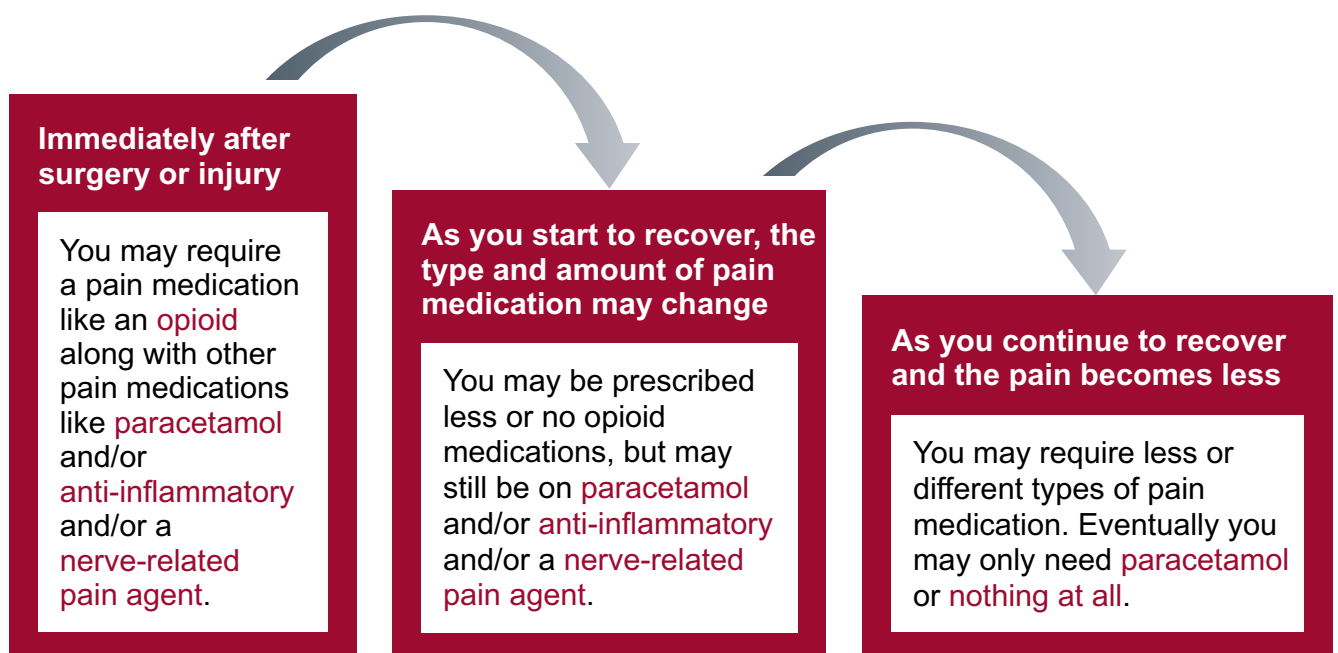 Immediately after
surgery or injury
You may require
a pain medication
like an opioid
along with other
pain medications
like paracetamol
and/or
anti-inflammatory
and/or a
nerve-related
pain agent.
As you start to recover, the
type and amount of pain
medication may change
You may be prescribed
less or no opioid
medications, but may
still be on paracetamol
and/or anti-inflammatory
and/or a nerve-related
pain agent.
As you continue to recover
and the pain becomes less
You may require less or
different types of pain
medication. Eventually you
may only need paracetamol
or nothing at all.